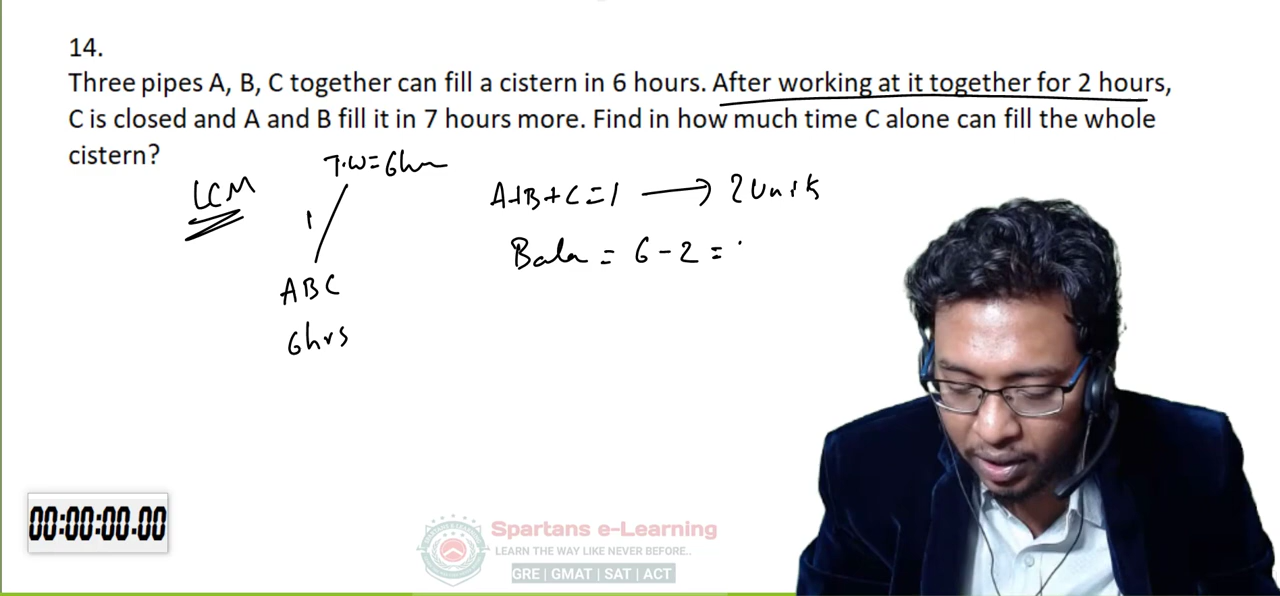 14.
Three pipes A, B, C together can fill a cistern in 6 hours. After working at it together for 2 hours,
C is closed and A and B fill it in 7 hours more. Find in how much time C alone can fill the whole
cistern?
LCM
T.W=6
1
ABC
6hrs
A+B+C=1 → 2 Units
= 6-2=
00:00:00.00
Spartans e-Learning
LEARN THE WAY LIKE NEVER BEFORE..
GRE | GMAT | SAT | ACT